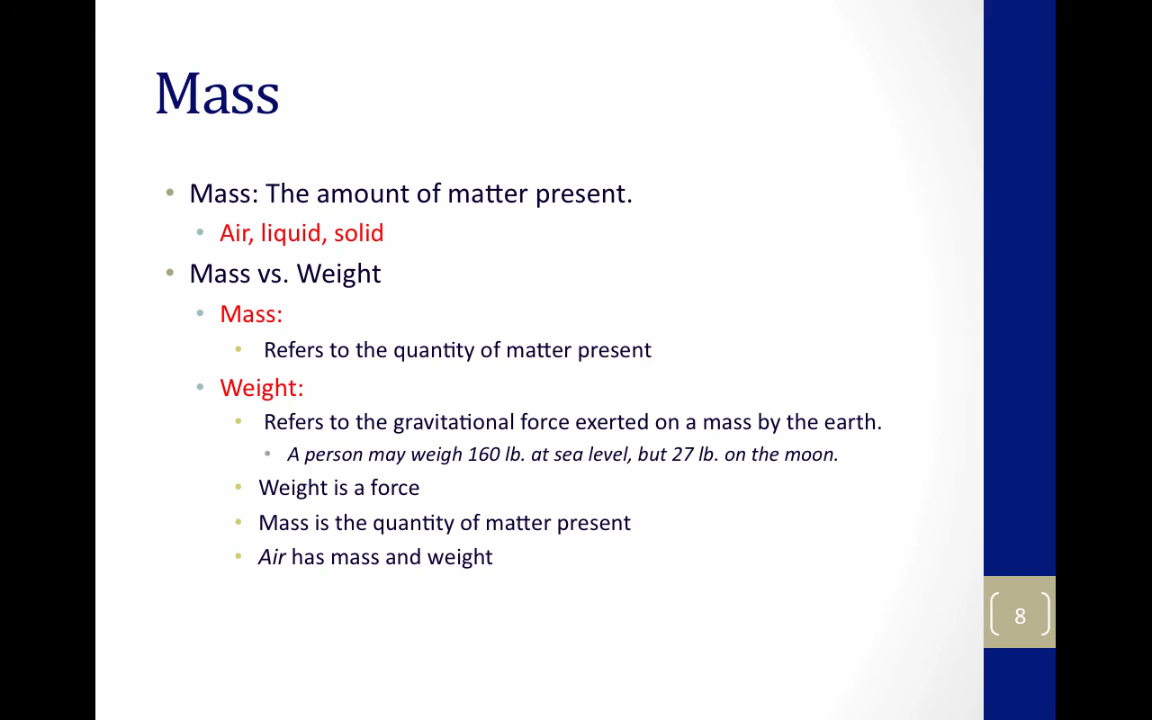 Mass
• Mass: The amount of matter present.
• Air, liquid, solid
• Mass vs. Weight
• Mass:
• Refers to the quantity of matter present
• Weight:
• Refers to the gravitational force exerted on a mass by the earth.
• A person may weigh 160 lb. at sea level, but 27 lb. on the moon.
• Weight is a force
• Mass is the quantity of matter present
• Air has mass and weight
8